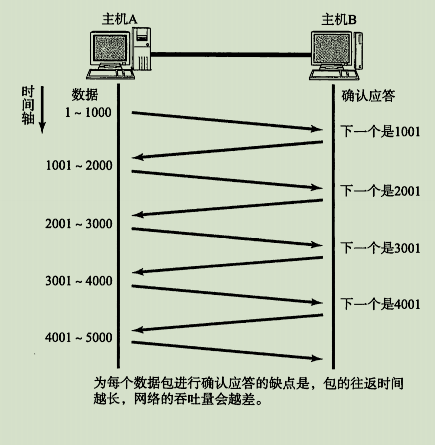 主机A
主机B
时间轴
数据
确认应答
1～1000
下一个是1001
1001～2000
下一个是2001
2001～3000
下一个是3001
3001～4000
下一个是4001
4001～5000
为每个数据包进行确认应答的缺点是，包的往返时间
越长，网络的吞吐量会越差。